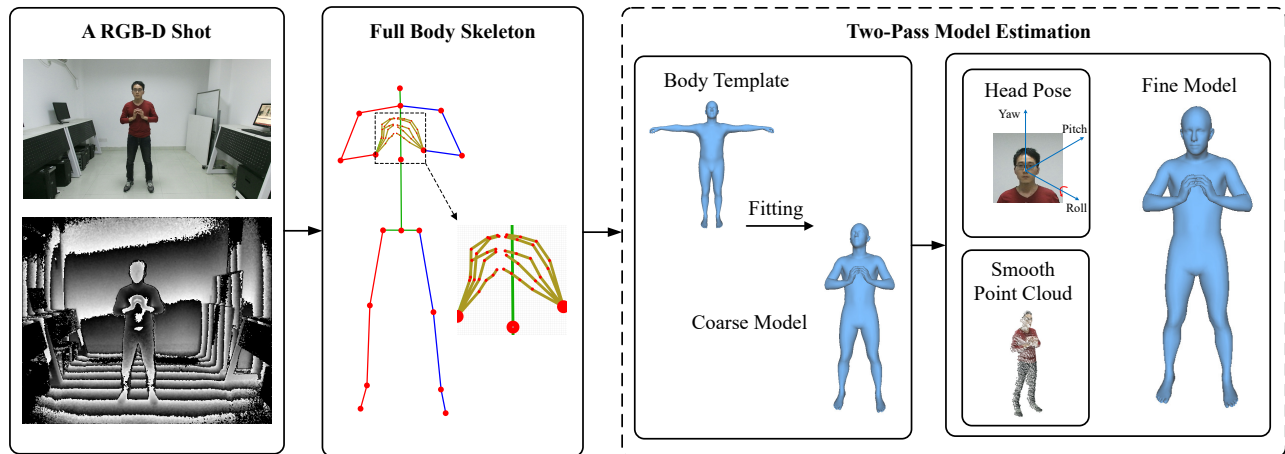 A RGB-D Shot
Full Body Skeleton
Two-Pass Model Estimation
Body Template
Fitting
Coarse Model
Head Pose
Yaw
Pitch
Roll
Smooth
Point Cloud
Fine Model